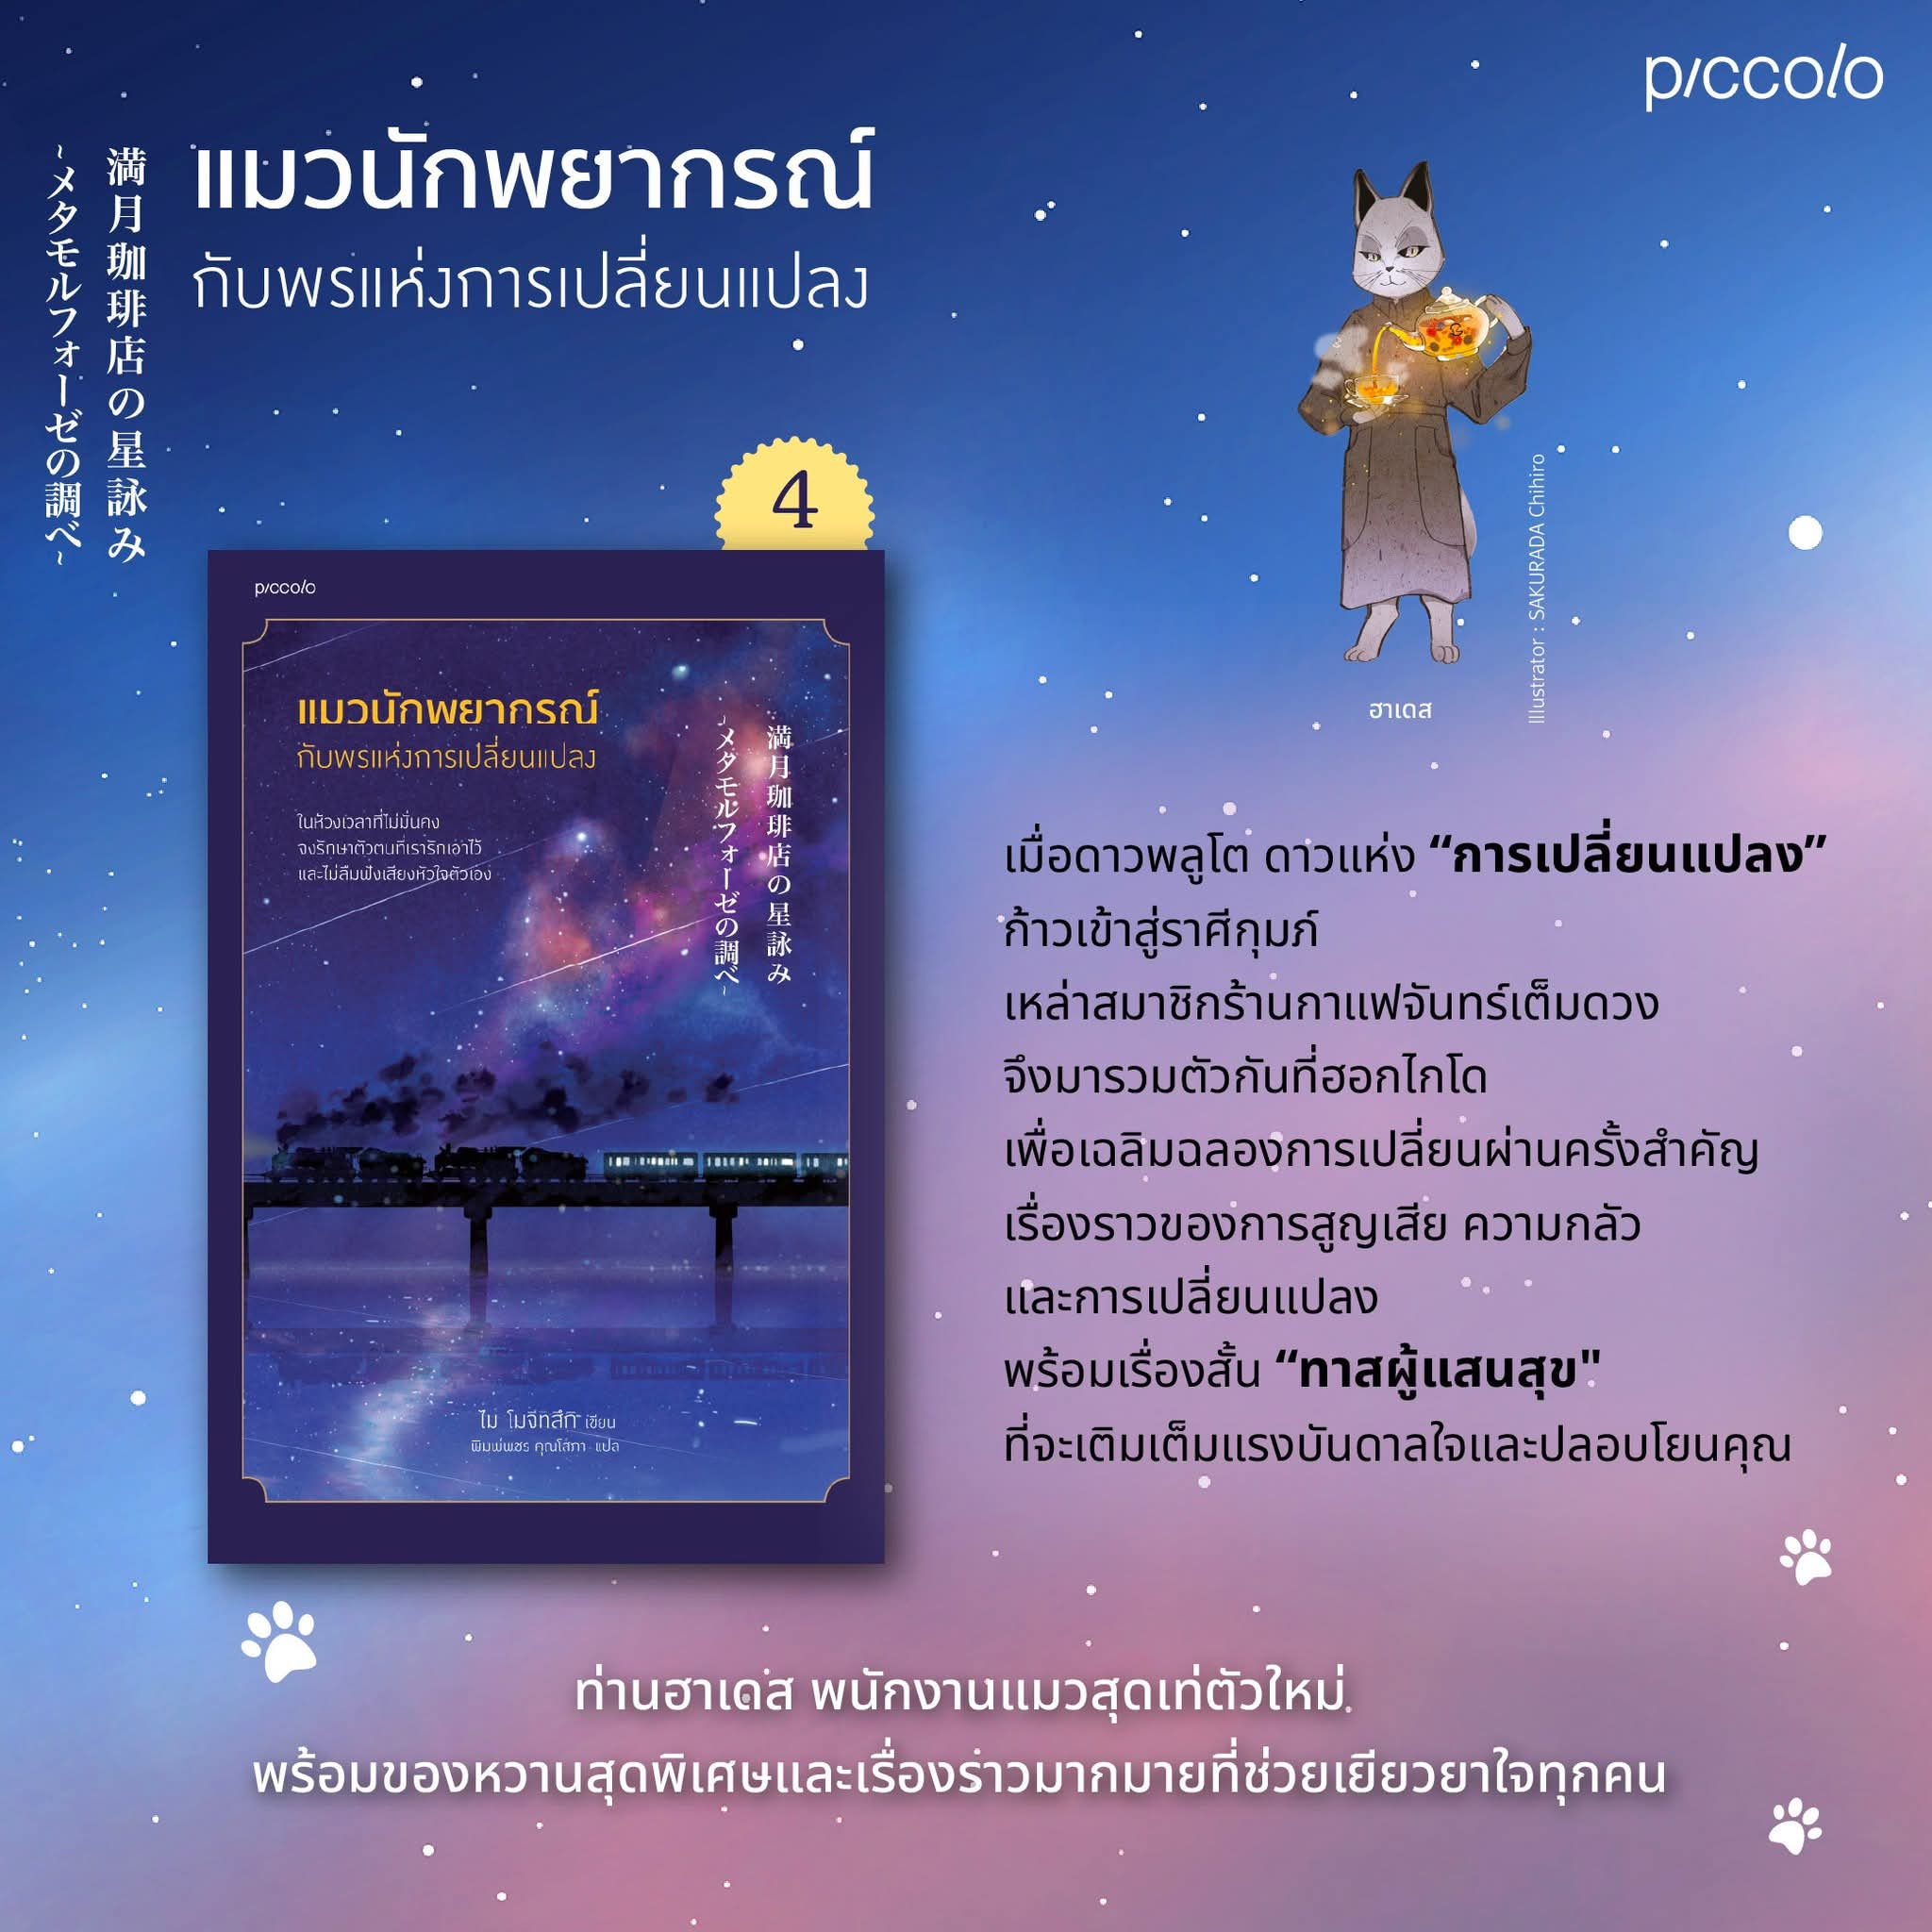 piccolo
満月珈琲店の星詠み
~メタモルフォーゼの調べ~
แมวนักพยากรณ์
กับพรแห่งการเปลี่ยนแปลง
4
piccolo
แมวนักพยากรณ์
กับพรแห่งการเปลี่ยนแปลง
ในห้วงเวลาที่ไม่มั่นคง
จงรักษาตัวตนที่เรารักเอาไว้
และไม่ลืมฟังเสียงหัวใจตัวเอง
満月珈琲店の星詠み
~メタモルフォーゼの調べ~
ไม โมจีทสึกิ เขียน
พิมพ์พชร คุณโสภา แปล
Illustrator : SAKURADA Chihiro
ฮาเดส
เมื่อดาวพลูโต ดาวแห่ง “การเปลี่ยนแปลง”
ก้าวเข้าสู่ราศีกุมภ์
เหล่าสมาชิกร้านกาแฟจันทร์เต็มดวง
จึงมารวมตัวกันที่ฮอกไกโด
เพื่อเฉลิมฉลองการเปลี่ยนผ่านครั้งสำคัญ
เรื่องราวของการสูญเสีย ความกลัว
และการเปลี่ยนแปลง
พร้อมเรื่องสั้น “ทาสผู้แสนสุข"
ที่จะเติมเต็มแรงบันดาลใจและปลอบโยนคุณ
ท่านฮาเดส พนักงานแมวสุดเท่ตัวใหม่
พร้อมของหวานสุดพิเศษและเรื่องราวมากมายที่ช่วยเยียวยาใจทุกคน